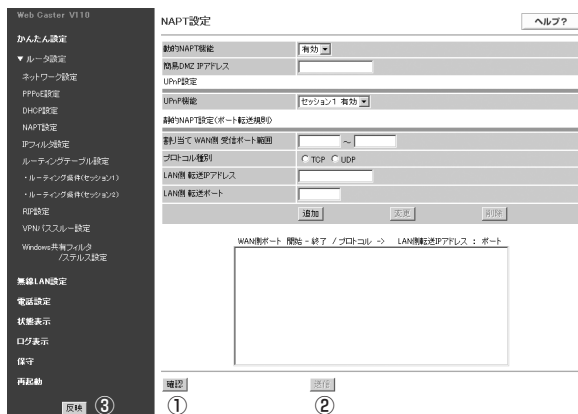 Web Caster V110
かんたん設定
▼ ルータ設定
ネットワーク設定
PPPoE設定
DHCP設定
NAPT設定
IPフィルタ設定
ルーティングテーブル設定
・ルーティング条件(セッション1)
・ルーティング条件(セッション2)
RIP設定
VPNパススルー設定
Windows共有フィルタ
/ステルス設定
無線LAN設定
電話設定
状態表示
ログ表示
保守
再起動
反映 ③
NAPT設定
ヘルプ?
動的NAPT機能 有効
簡易DMZ IPアドレス
UPnP設定
UPnP機能 セッション1 有効
静的NAPT設定(ポート転送規則)
割り当て WAN側 受信ポート範囲 ～
プロトコル種別 TCP UDP
LAN側 転送IPアドレス
LAN側 転送ポート
追加 変更 削除
WAN側ポート 開始 - 終了 / プロトコル -> LAN側転送IPアドレス : ポート
確認 送信
① ②